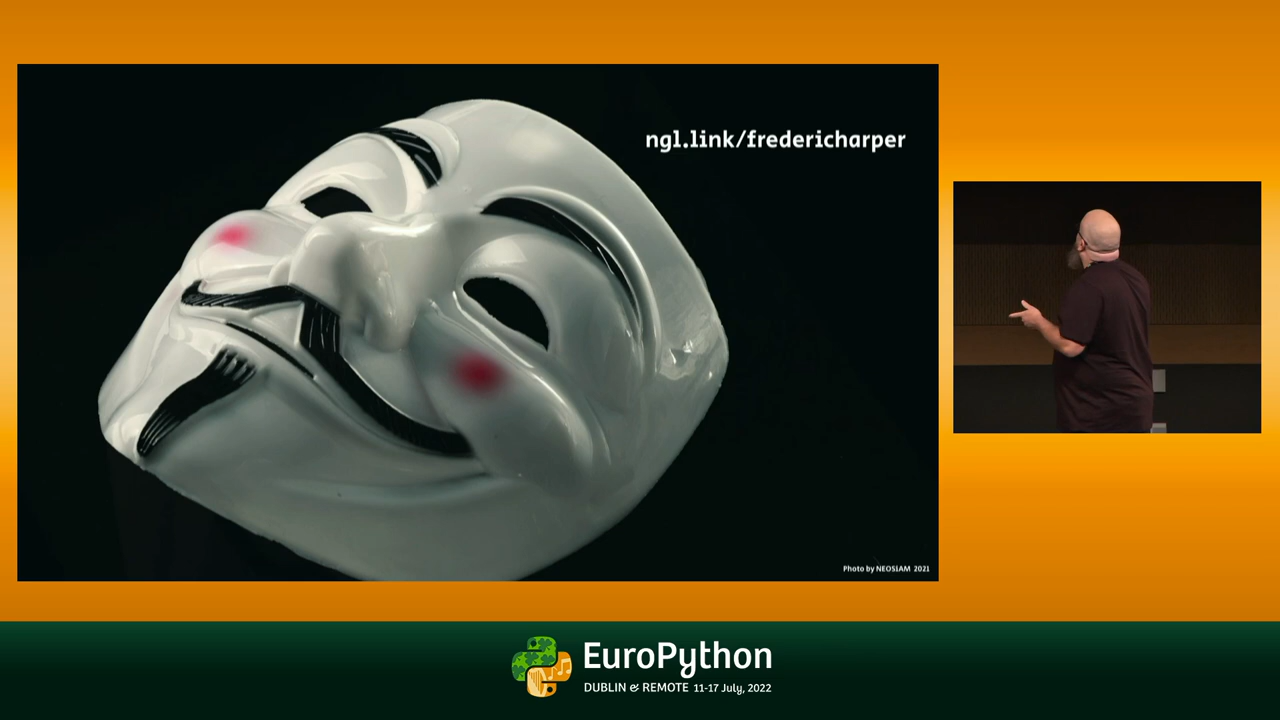 ngl.link/fredericharper
Photo by NEOSIAM 2021
EuroPython
DUBLIN & REMOTE 11-17 July, 2022